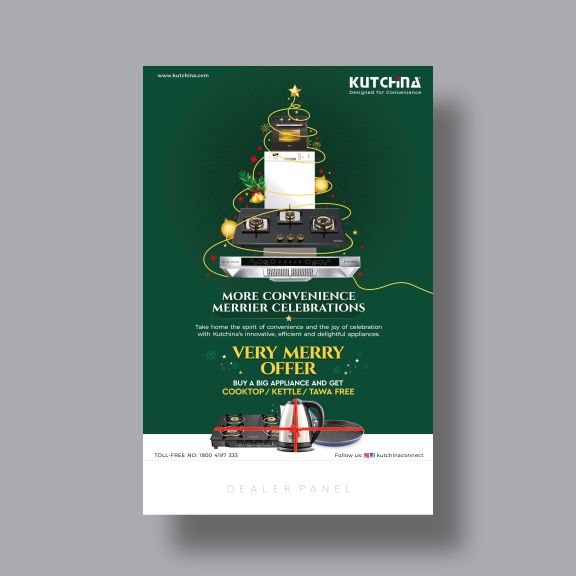 www.kutchina.com
KUTCHINA
Designed for Convenience
MORE CONVENIENCE
MERRIER CELEBRATIONS
Take home the spirit of convenience and the joy of celebration
with Kutchina's innovative, efficient and delightful appliances.
VERY MERRY
OFFER
BUY A BIG APPLIANCE AND GET
COOKTOP / KETTLE / TAWA FREE
TOLL-FREE NO: 1800 4197 333
Follow us: kutchinaconnect
DEALER PANEL